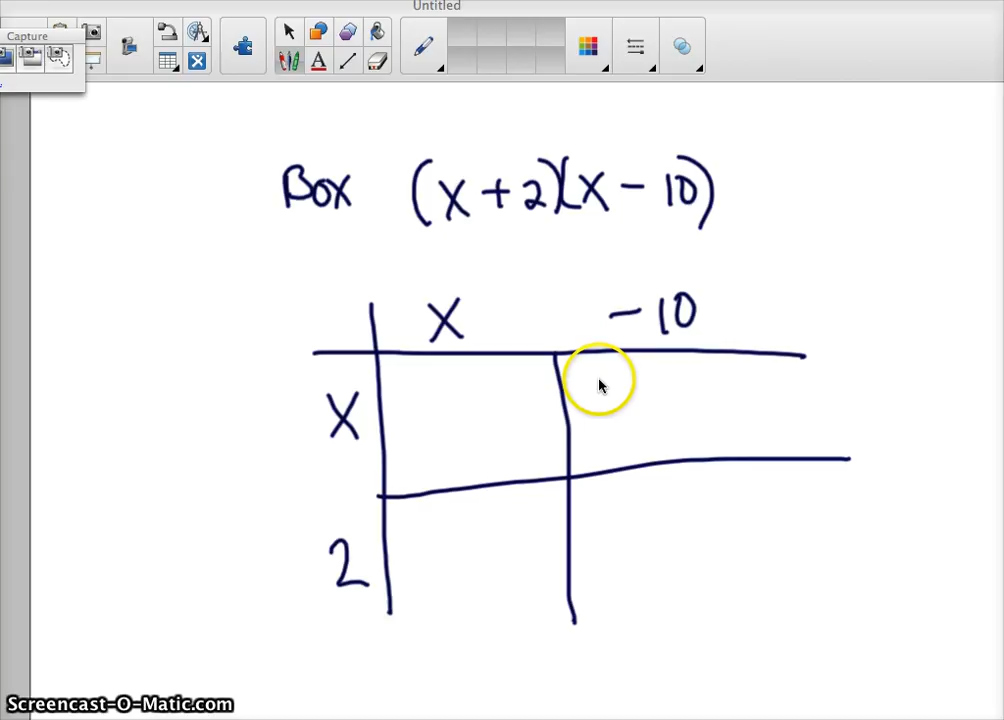 Untitled
Capture
Box (x + 2)(x - 10)
x - 10
x
2
Screencast-O-Matic.com